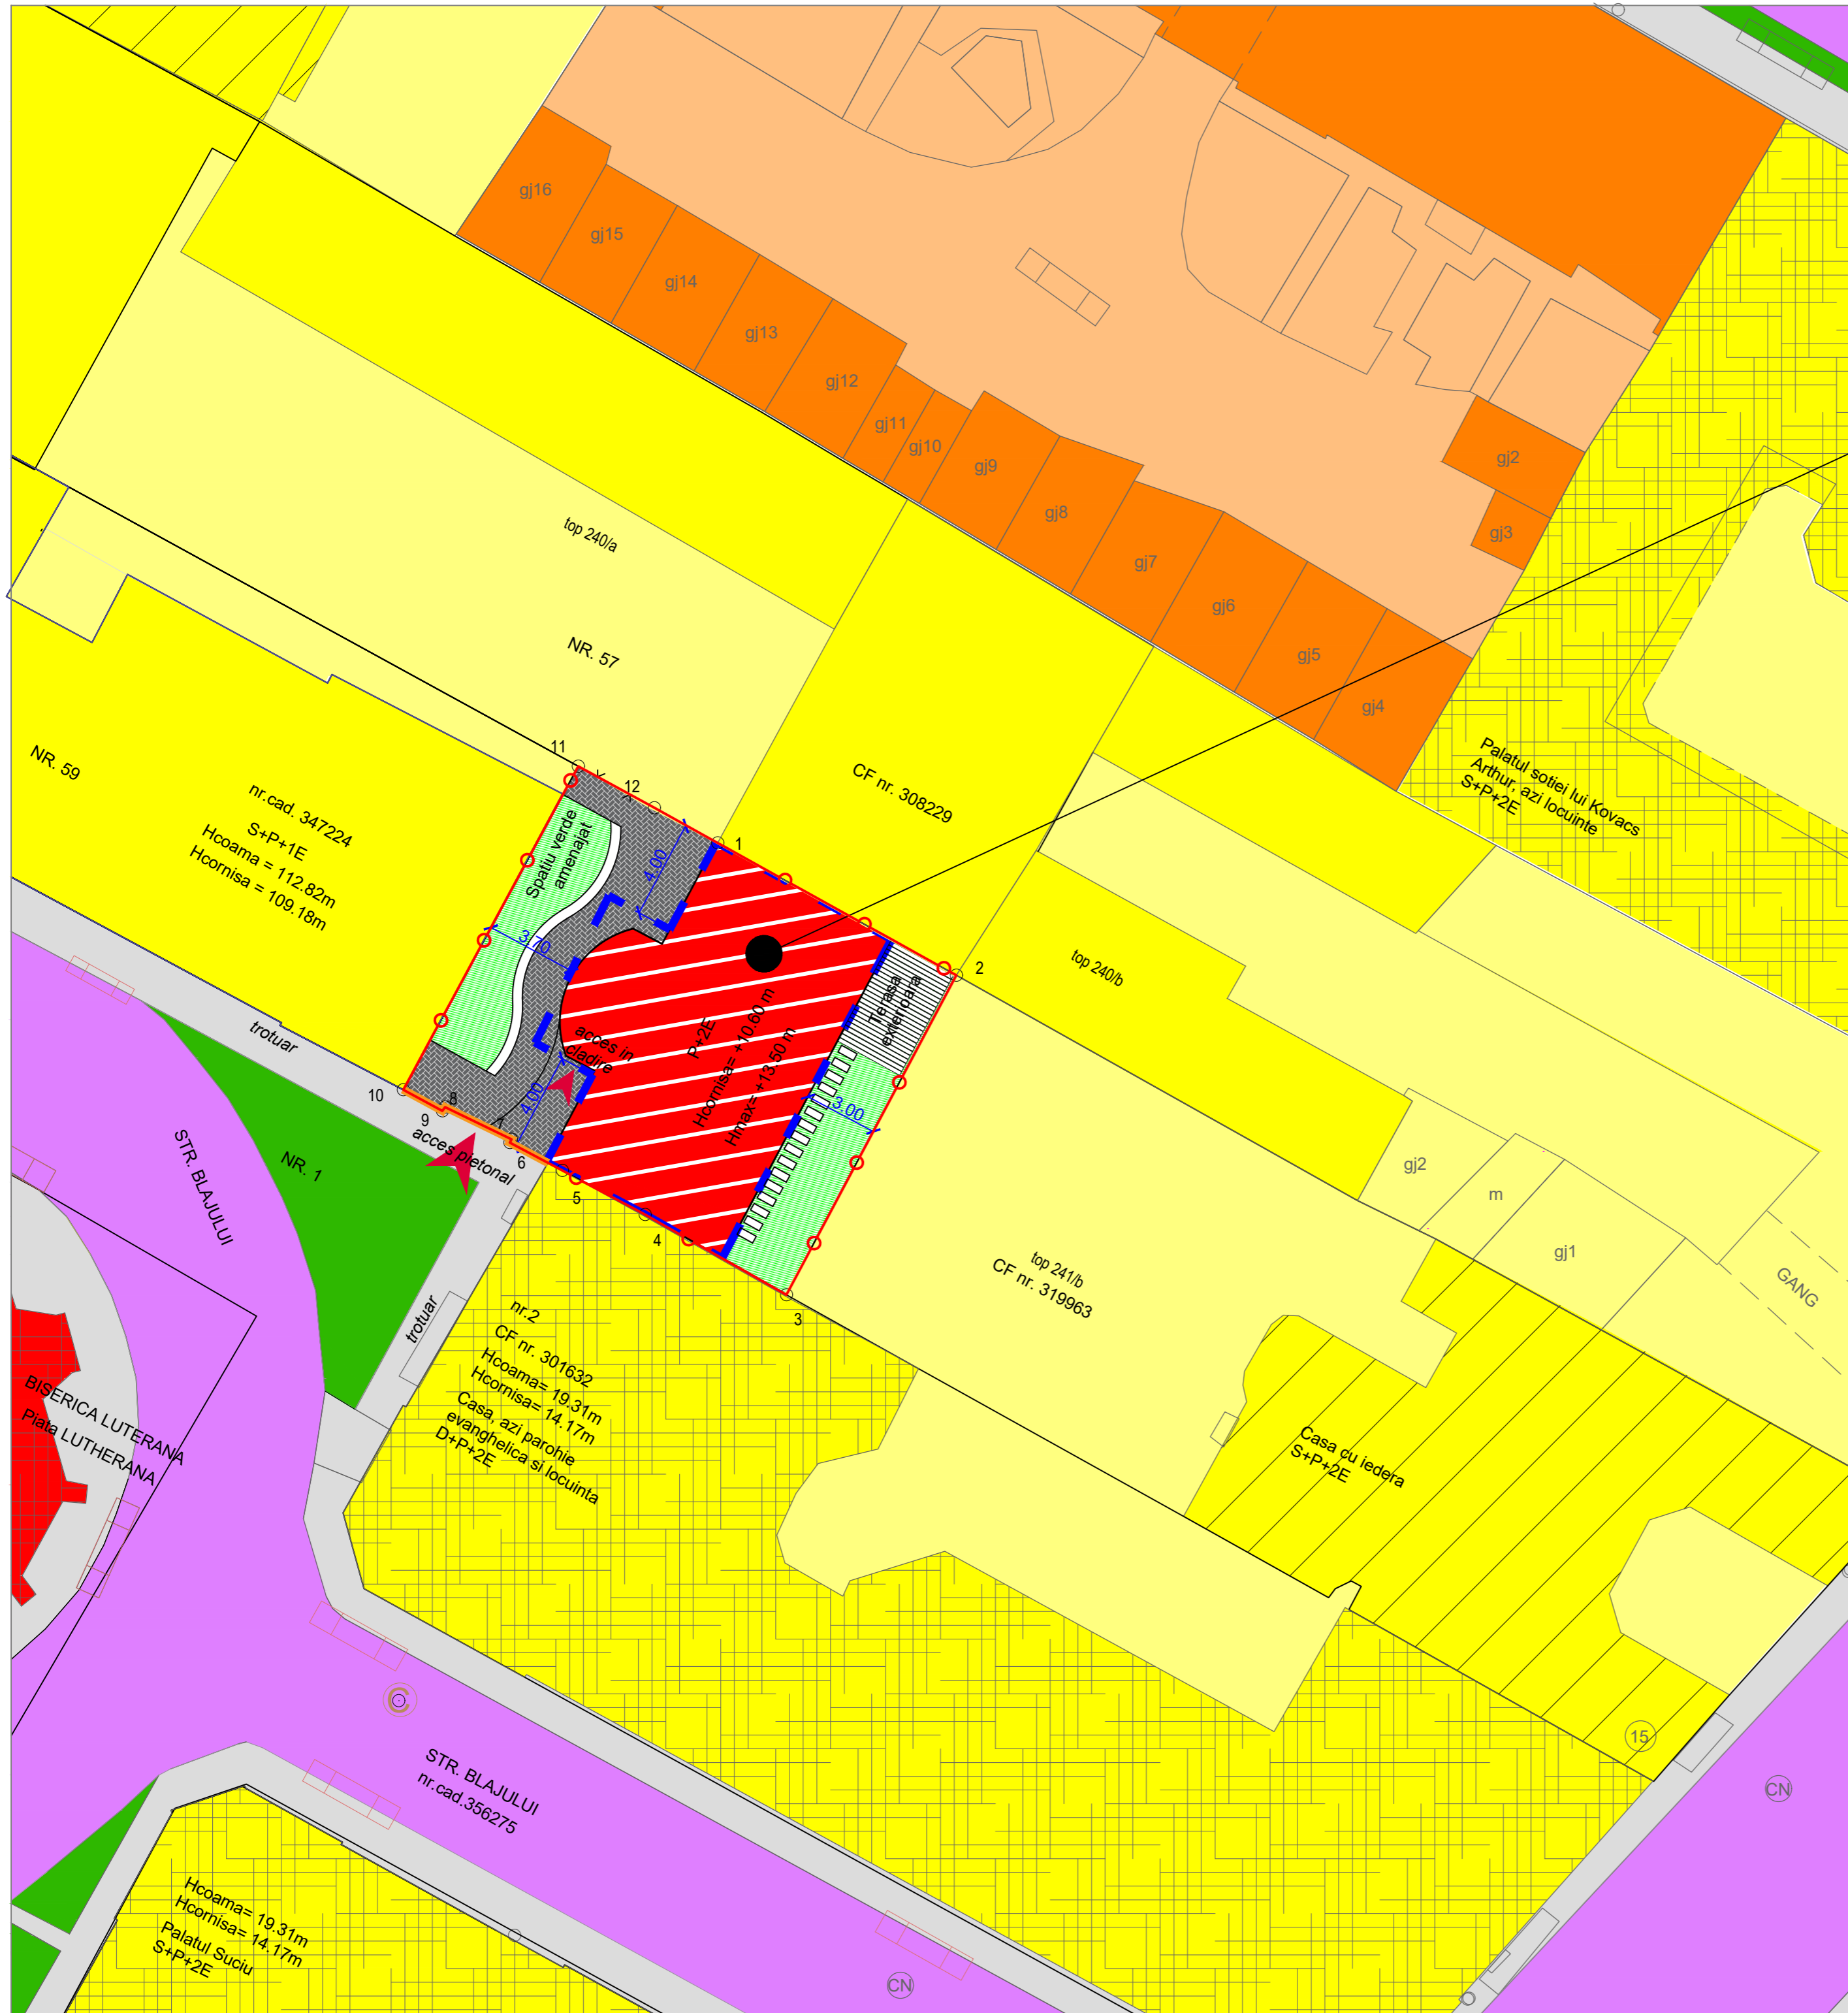 gj16
gj15
gj14
gj13
gj12
gj11
gj10
gj9
gj8
gj7
gj6
gj5
gj4
gj2
gj3
top 240/a
NR. 57
NR. 59
nr.cad. 347224
S+P+1E
Hcoama = 112.82m
Hcornisa = 109.18m
CF nr. 308229
Palatul sotiei lui Kovacs
Arthur, azi locuinte
S+P+2E
11
12
1
2
3
4
5
6
8
9
10
Spatiu verde
amenajat
4.00
3.70
4.00
3.00
Terasa
exterioara
acces in
cladire
P+2E
Hcornisa= +10.60 m
Hmax= +13.50 m
top 240/b
trotuar
acces pietonal
STR. BLAJULUI
NR. 1
trotuar
gj2
m
gj1
GANG
top 241/b
CF nr. 319963
nr.2
CF nr. 301632
Hcoama= 19.31m
Hcornisa= 14.17m
Casa, azi parohie
evanghelica si locuinta
D+P+2E
BISERICA LUTERANA
Piata LUTHERANA
Casa cu iedera
S+P+2E
15
CN
STR. BLAJULUI
nr.cad.356275
Hcoama= 19.31m
Hcornisa= 14.17m
Palatul Suciu
S+P+2E
CN